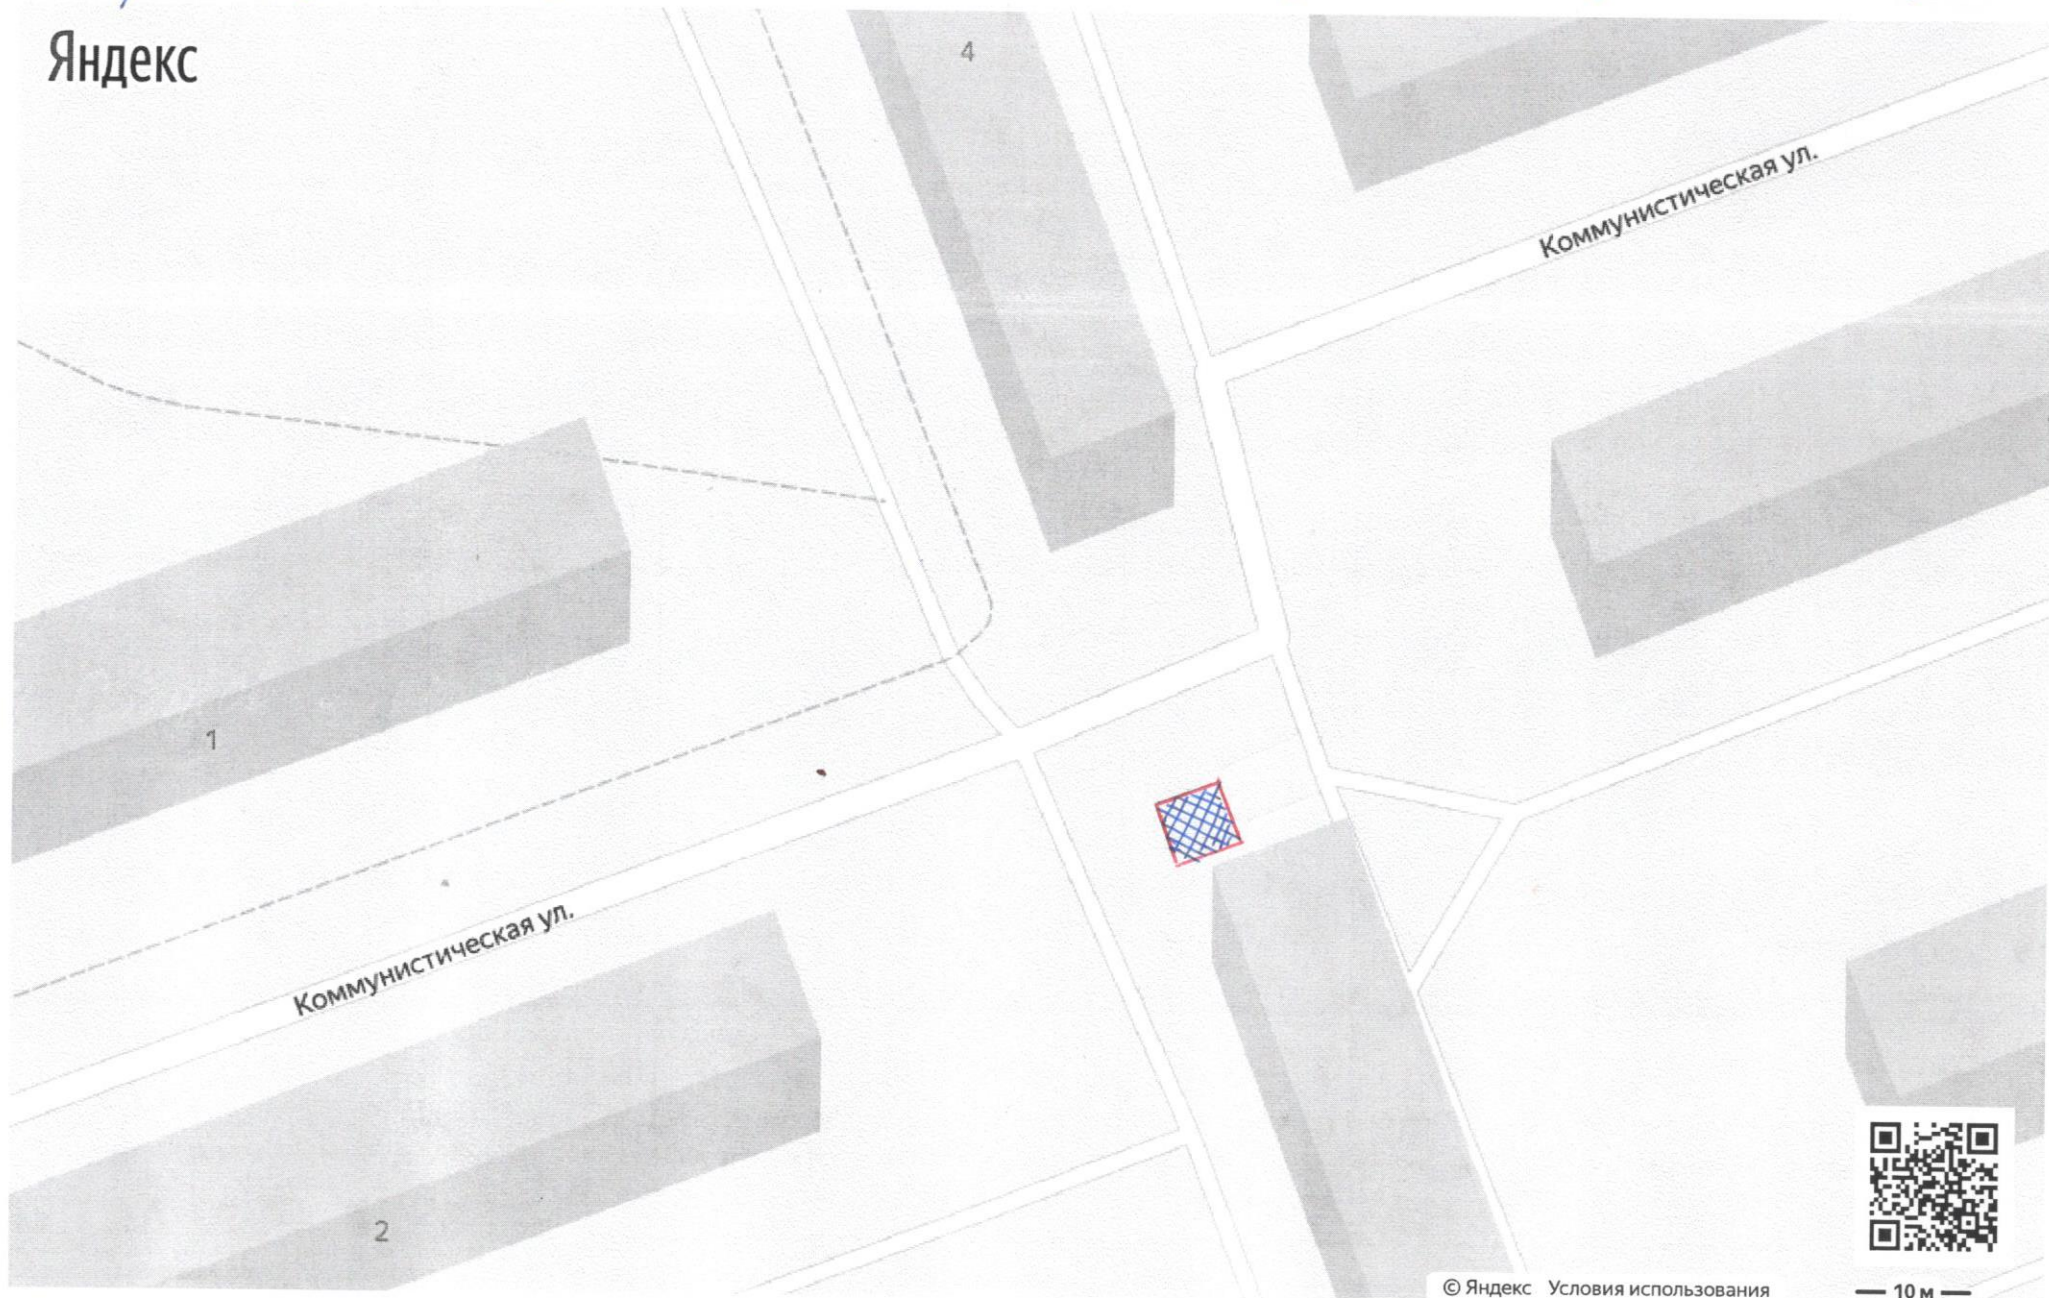 Яндекс
4
Коммунистическая ул.
1
Коммунистическая ул.
2
© Яндекс Условия использования
10 м